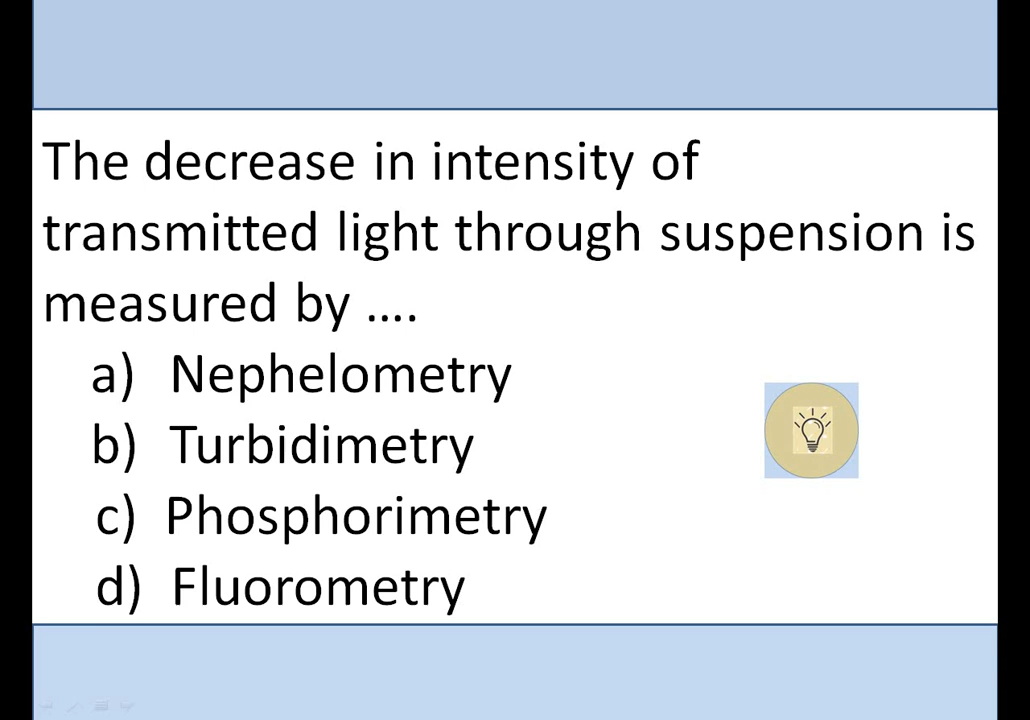 The decrease in intensity of
transmitted light through suspension is
measured by ....
a) Nephelometry
b) Turbidimetry
c) Phosphorimetry
d) Fluorometry